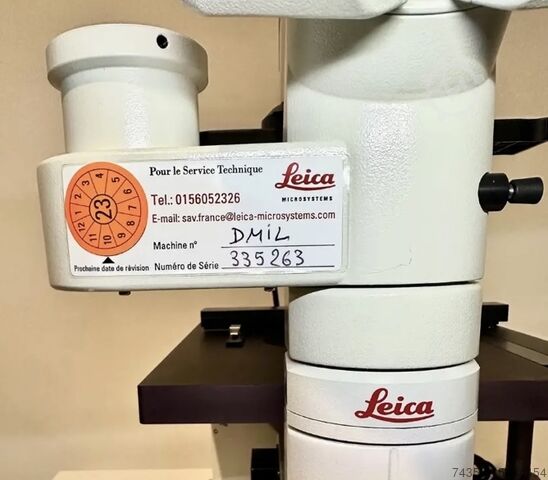 Pour le Service Technique
Leica
MICROSYSTEMS
Tel.: 0156052326
E-mail: sav.france@leica-microsystems.com
Machine n° DMIL
Numéro de Série 335263
23
1 2 3 4 5 6 7 8 9 10 11 12
Prochaine date de révision
Leica